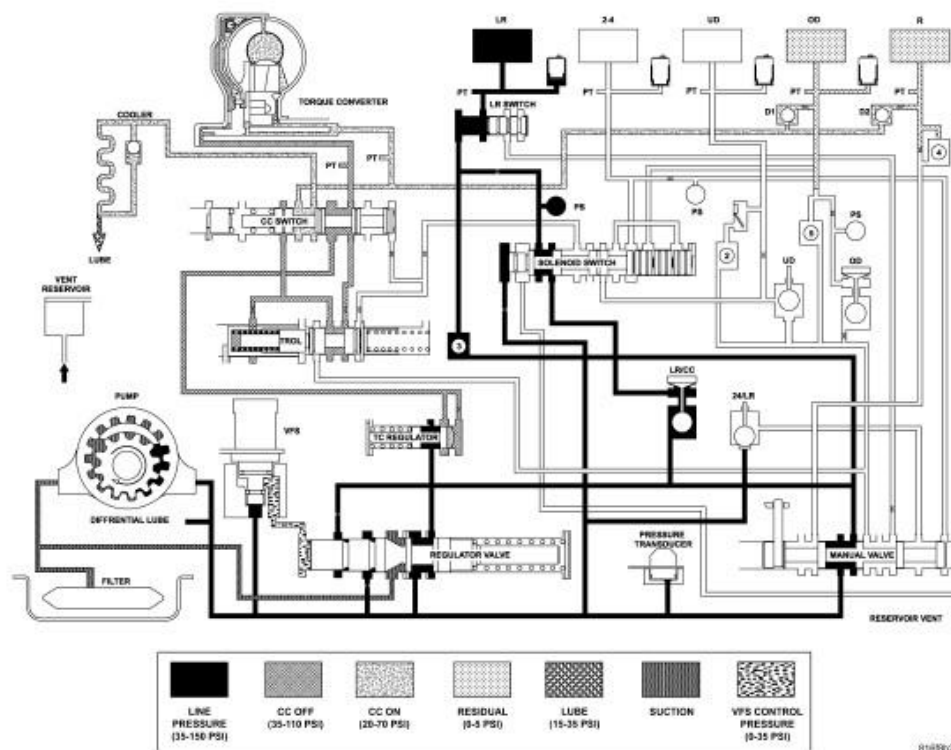 LR
2-4
UD
OD
R
PT
PT
PT
PT
PT
LR SWITCH
D1
D2
4
TORQUE CONVERTER
COOLER
PT
PT
PS
PS
PS
CC SWITCH
LUBE
SOLENOID SWITCH
2
5
UD
OD
VENT
RESERVOIR
TROL
3
LR/CC
24/LR
PUMP
VFS
TC REGULATOR
DIFFRENTIAL LUBE
REGULATOR VALVE
PRESSURE
TRANSDUCER
MANUAL VALVE
FILTER
RESERVOIR VENT
LINE
PRESSURE
(35-150 PSI)
CC OFF
(35-110 PSI)
CC ON
(20-70 PSI)
RESIDUAL
(0-5 PSI)
LUBE
(15-35 PSI)
SUCTION
VFS CONTROL
PRESSURE
(0-35 PSI)